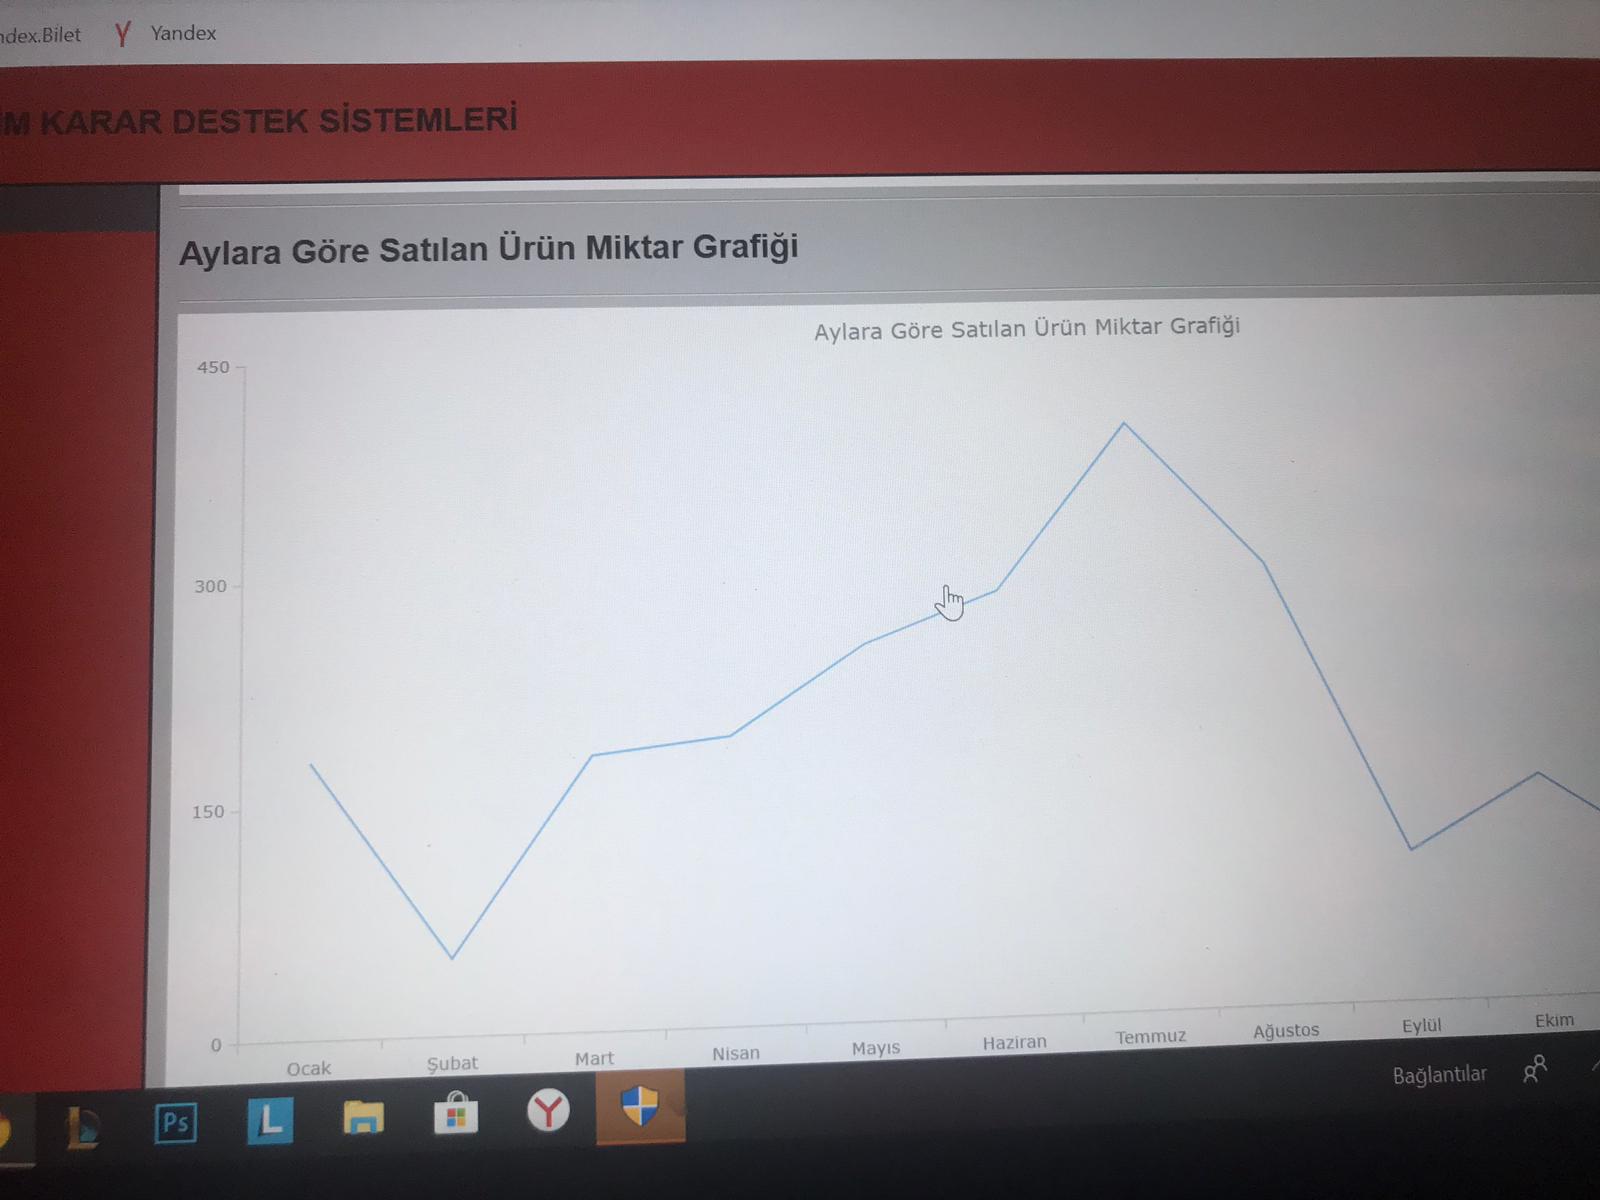 ndex.Bilet Yandex
M KARAR DESTEK SİSTEMLERİ
Aylara Göre Satılan Ürün Miktar Grafiği
Aylara Göre Satılan Ürün Miktar Grafiği
450
300
150
0
Ocak Şubat Mart Nisan Mayıs Haziran Temmuz Ağustos Eylül Ekim
Bağlantılar
Ps L